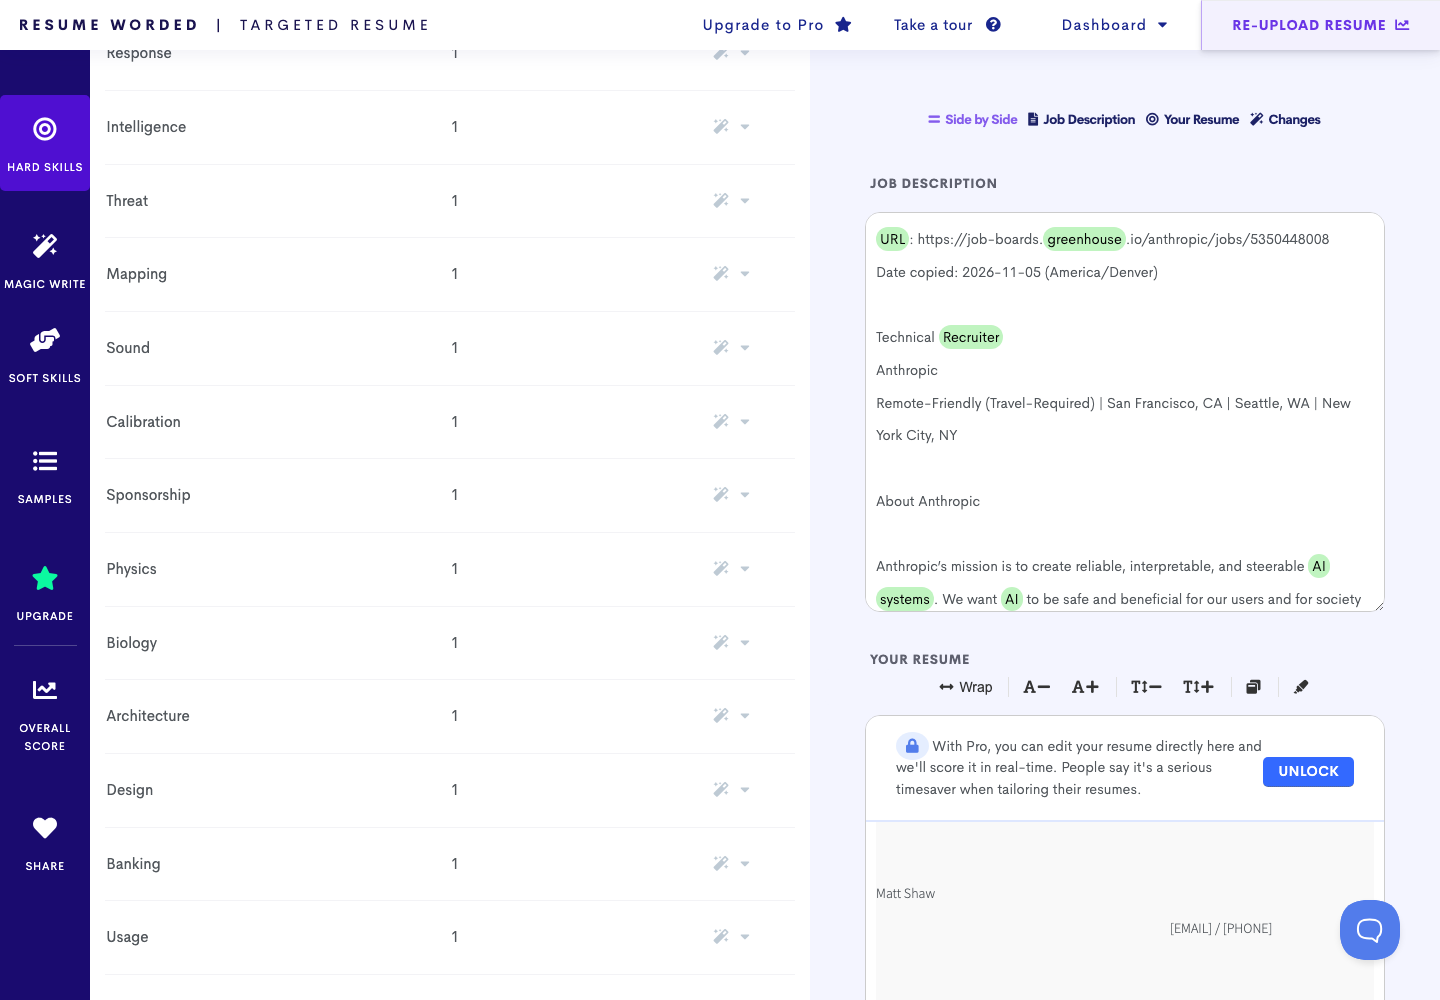 RESUME WORDED | TARGETED RESUME
Upgrade to Pro
Take a tour
Dashboard
RE-UPLOAD RESUME
HARD SKILLS
MAGIC WRITE
SOFT SKILLS
SAMPLES
UPGRADE
OVERALL
SCORE
SHARE
Response 1
Intelligence 1
Threat 1
Mapping 1
Sound 1
Calibration 1
Sponsorship 1
Physics 1
Biology 1
Architecture 1
Design 1
Banking 1
Usage 1
Side by Side Job Description Your Resume Changes
JOB DESCRIPTION
URL : https://job-boards. greenhouse .io/anthropic/jobs/5350448008
Date copied: 2026-11-05 (America/Denver)
Technical Recruiter
Anthropic
Remote-Friendly (Travel-Required) | San Francisco, CA | Seattle, WA | New
York City, NY
About Anthropic
Anthropic's mission is to create reliable, interpretable, and steerable AI
systems . We want AI to be safe and beneficial for our users and for society
YOUR RESUME
Wrap A A T T
With Pro, you can edit your resume directly here and
we'll score it in real-time. People say it's a serious
timesaver when tailoring their resumes.
UNLOCK
Matt Shaw
[EMAIL] / [PHONE]